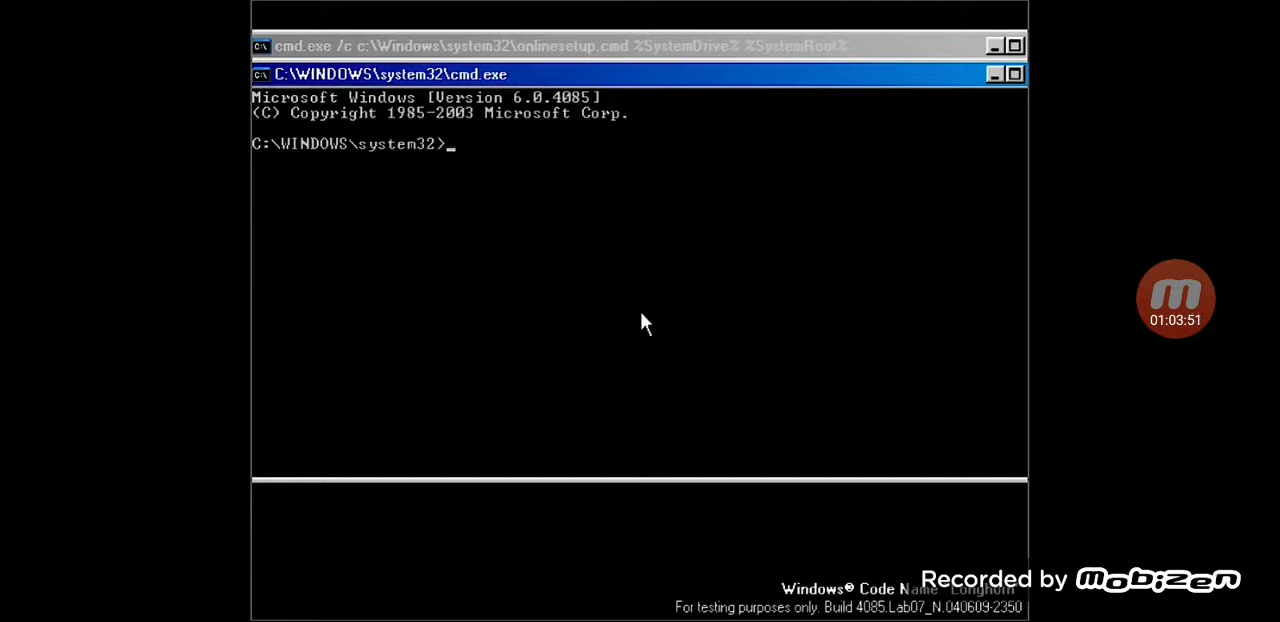 cmd.exe /c c:\Windows\system32\onlinesetup.cmd %SystemDrive% %SystemRoot%
C:\WINDOWS\system32\cmd.exe
Microsoft Windows [Version 6.0.4085]
(C) Copyright 1985-2003 Microsoft Corp.
C:\WINDOWS\system32>_
01:03:51
Windows® Code Name "Longhorn"
Recorded by mobizen
For testing purposes only. Build 4085.Lab07_N.040609-2350